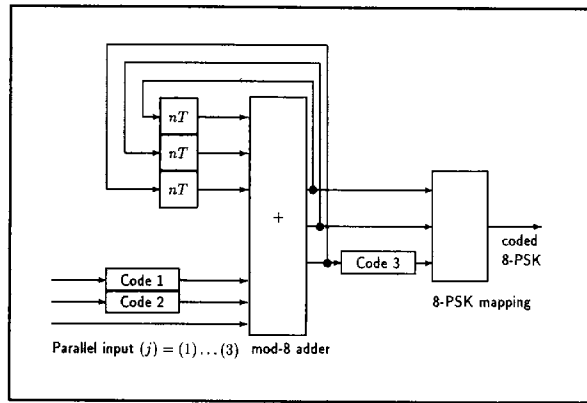 nT
nT
nT
+
Code 1
Code 2
Code 3
coded
8-PSK
8-PSK mapping
Parallel input (j) = (1) ... (3) mod-8 adder